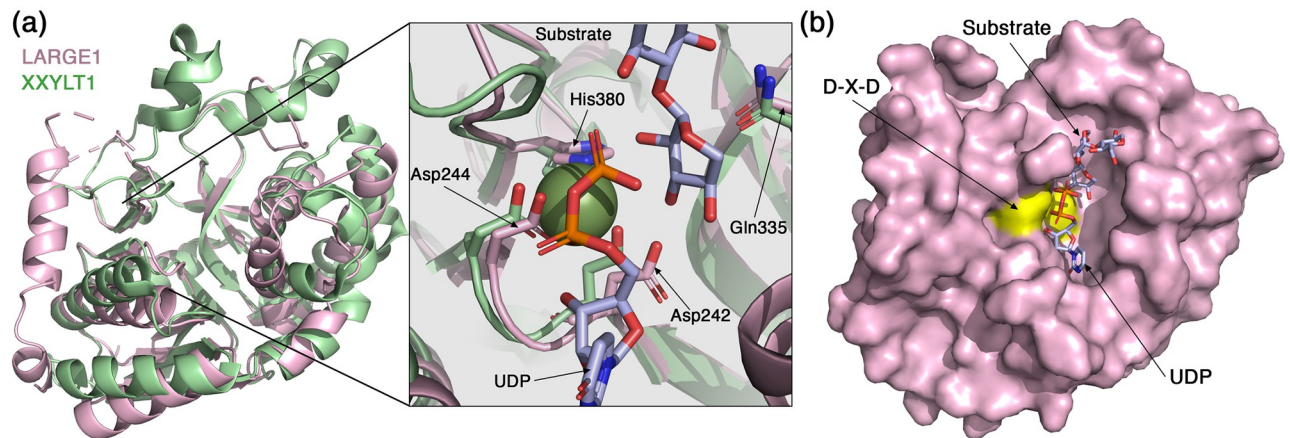 (a)
LARGE1
XXYLT1
Substrate
His380
Asp244
Gln335
Asp242
UDP
(b)
Substrate
D-X-D
UDP